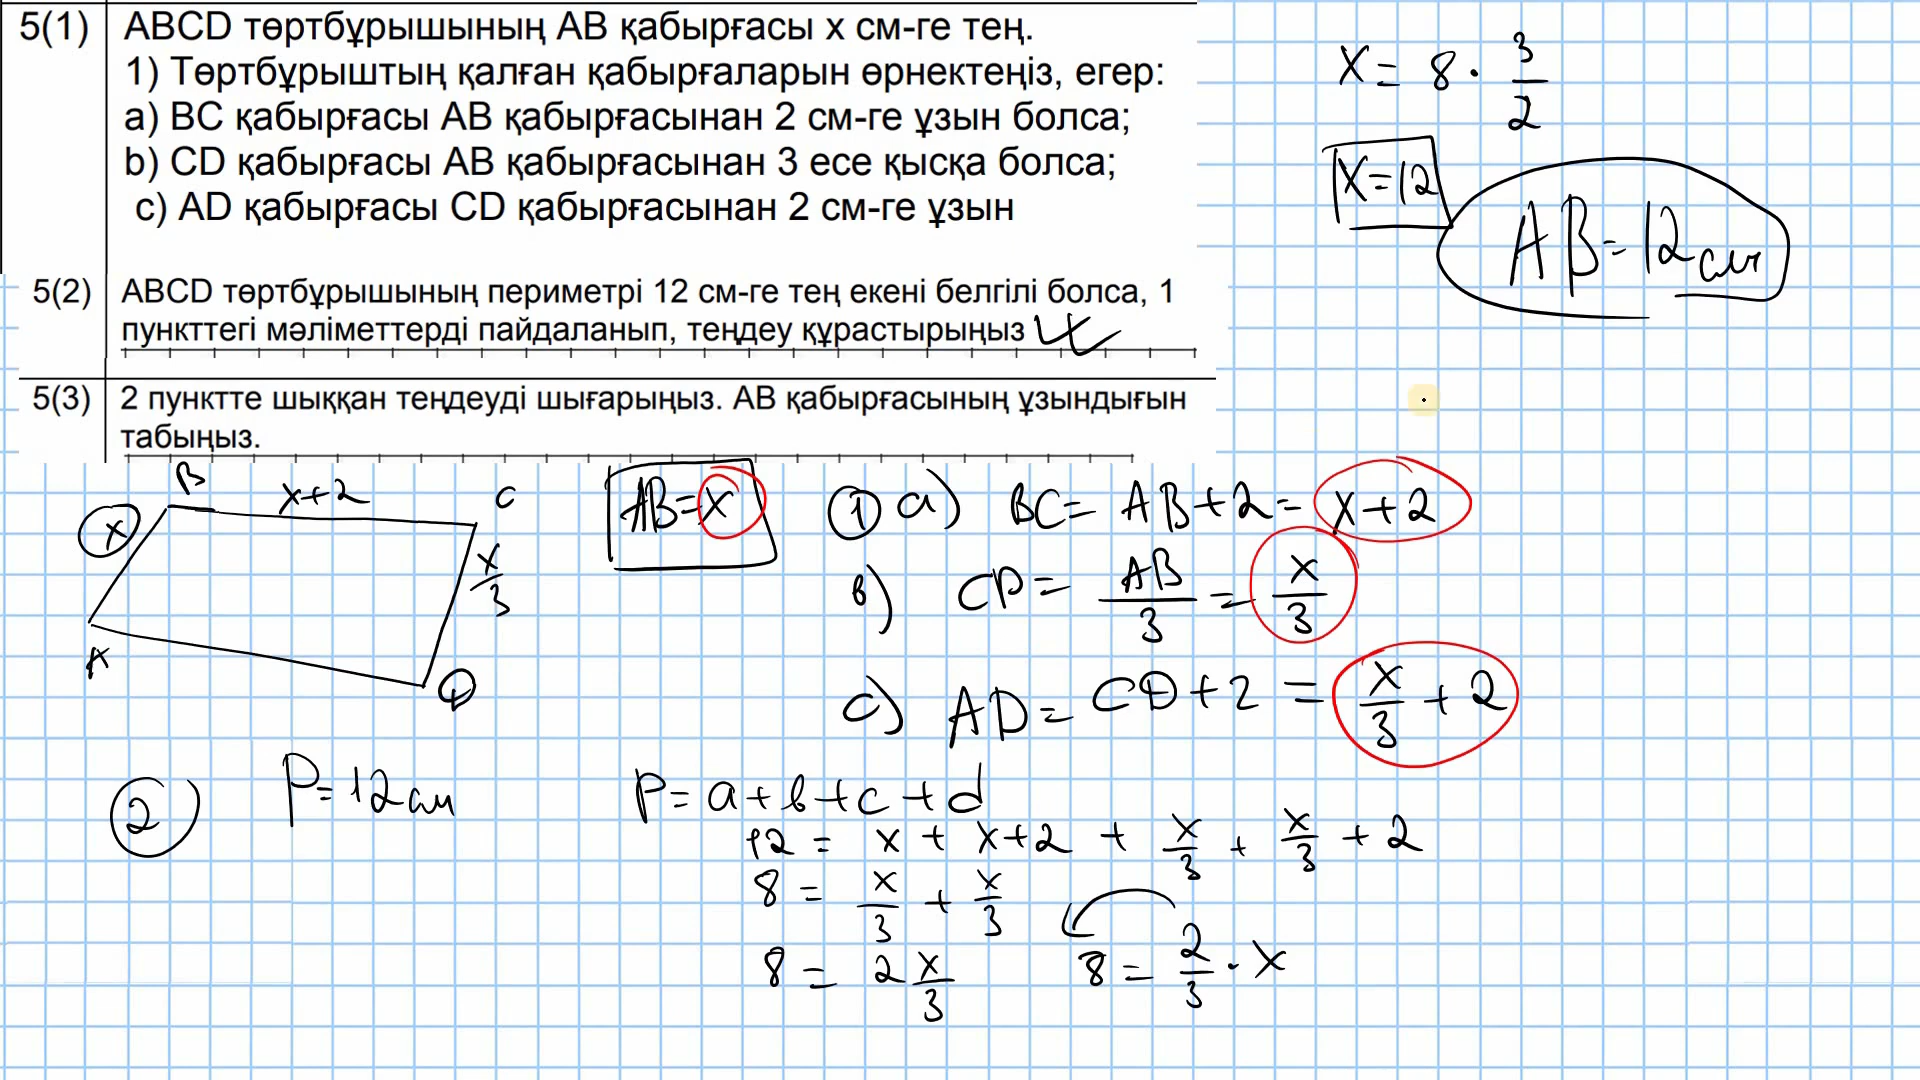 5(1) ABCD төртбұрышының АВ қабырғасы х см-ге тең.
1) Төртбұрыштың қалған қабырғаларын өрнектеңіз, егер:
a) BC қабырғасы AB қабырғасынан 2 см-ге ұзын болса;
b) CD қабырғасы AB қабырғасынан 3 есе қысқа болса;
c) AD қабырғасы CD қабырғасынан 2 см-ге ұзын
5(2) ABCD төртбұрышының периметрі 12 см-ге тең екені белгілі болса, 1
пункттегі мәліметтерді пайдаланып, теңдеу құрастырыңыз
5(3) 2 пунктте шыққан теңдеуді шығарыңыз. АВ қабырғасының ұзындығын
табыңыз.
x = 8 · 3/2
x=12
AB=12см
B x+2 C
x
x/3
A
D
AB=x
1 a) BC= AB+2= x+2
в) CD= AB/3 = x/3
c) AD= CD+2 = x/3 + 2
2) P=12см
P= a+b+c+d
12 = x + x+2 + x/3 + x/3 + 2
8 = x/3 + x/3
8 = 2 x/3
8 = 2/3 · x